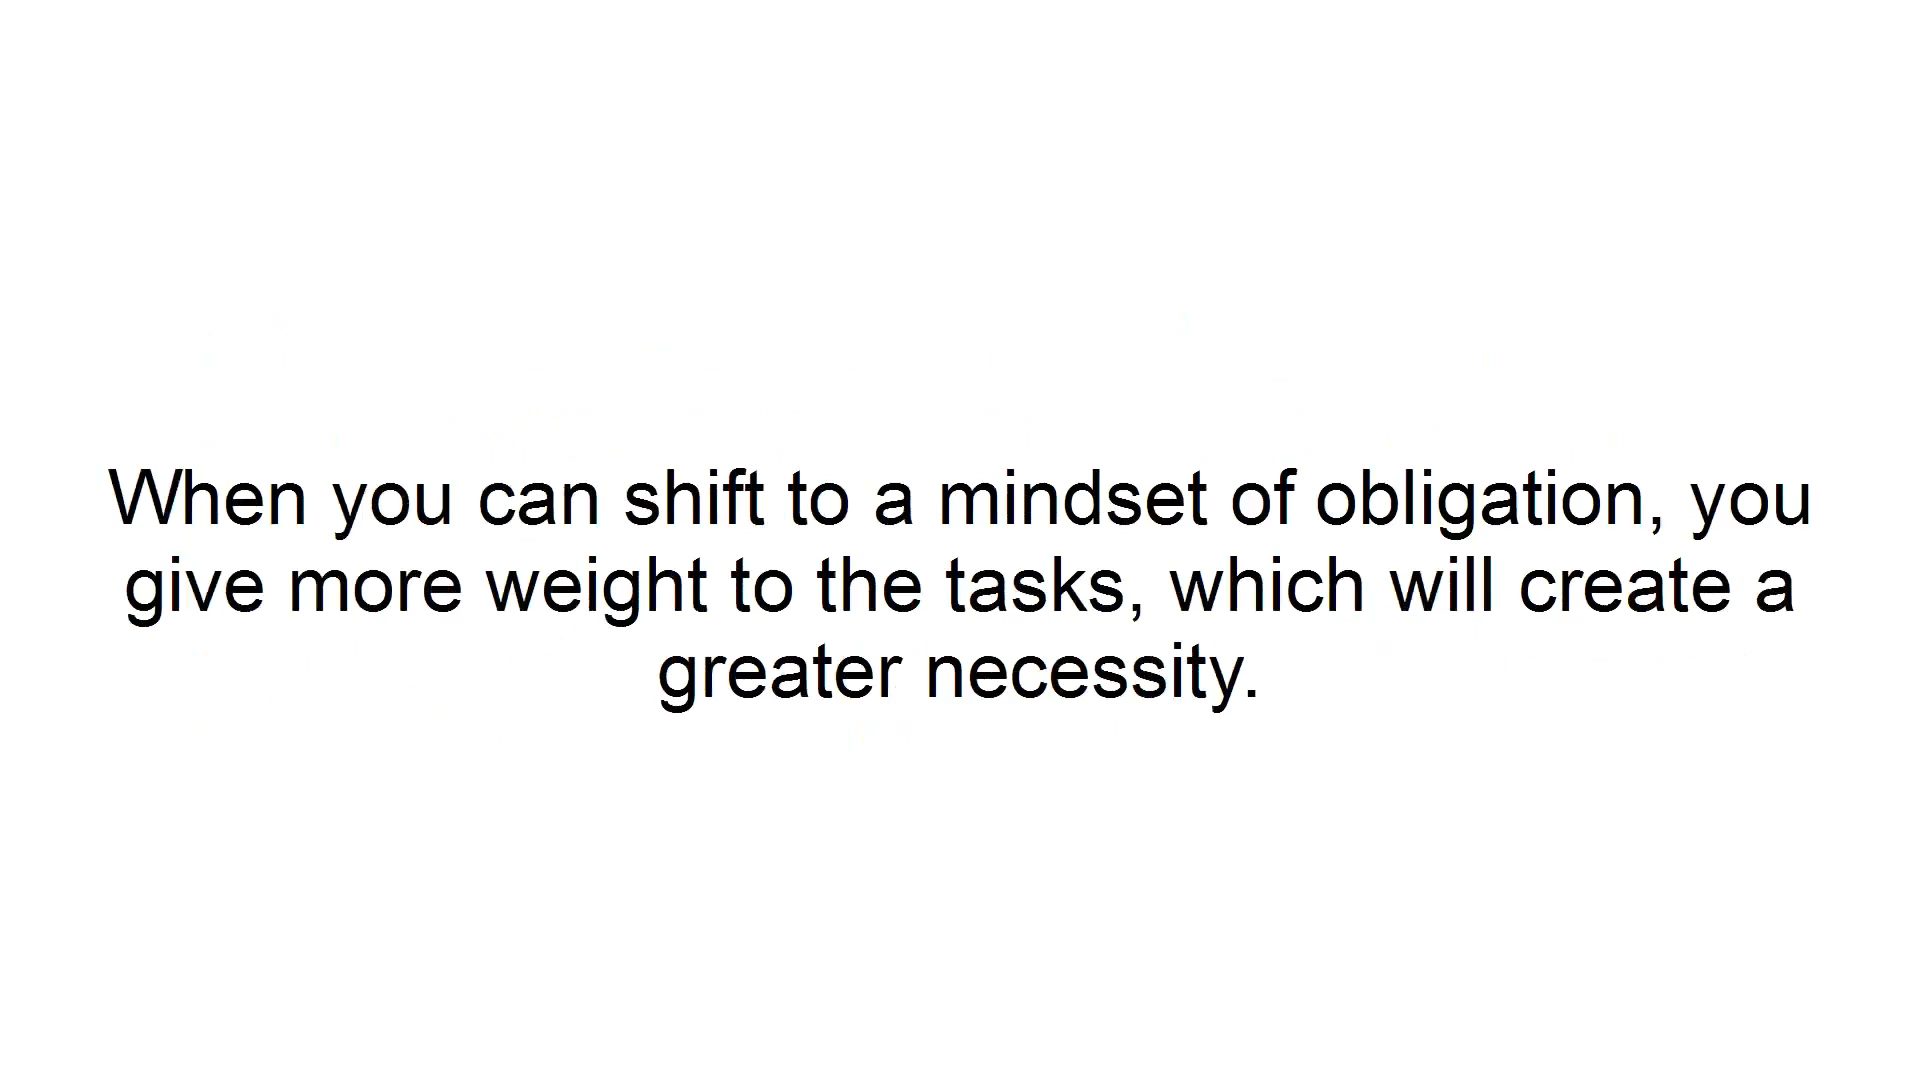 When you can shift to a mindset of obligation, you
give more weight to the tasks, which will create a
greater necessity.